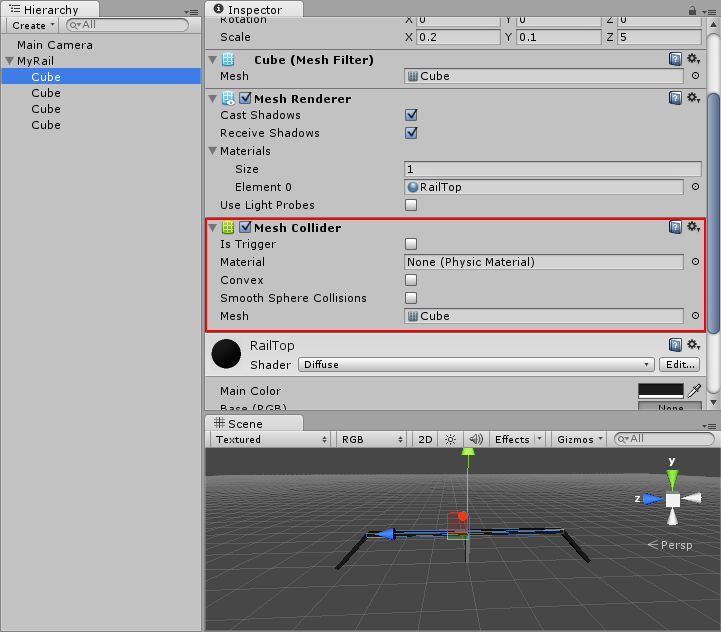 Hierarchy
Create
All
Main Camera
MyRail
Cube
Cube
Cube
Cube
Inspector
Rotation X 0 Y 0 Z 0
Scale X 0.2 Y 0.1 Z 5
Cube (Mesh Filter)
Mesh Cube
Mesh Renderer
Cast Shadows
Receive Shadows
Materials
Size 1
Element 0 RailTop
Use Light Probes
Mesh Collider
Is Trigger
Material None (Physic Material)
Convex
Smooth Sphere Collisions
Mesh Cube
RailTop
Shader Diffuse Edit...
Main Color
Base (RGB) None
Scene
Textured RGB 2D Effects Gizmos All
y
z
Persp